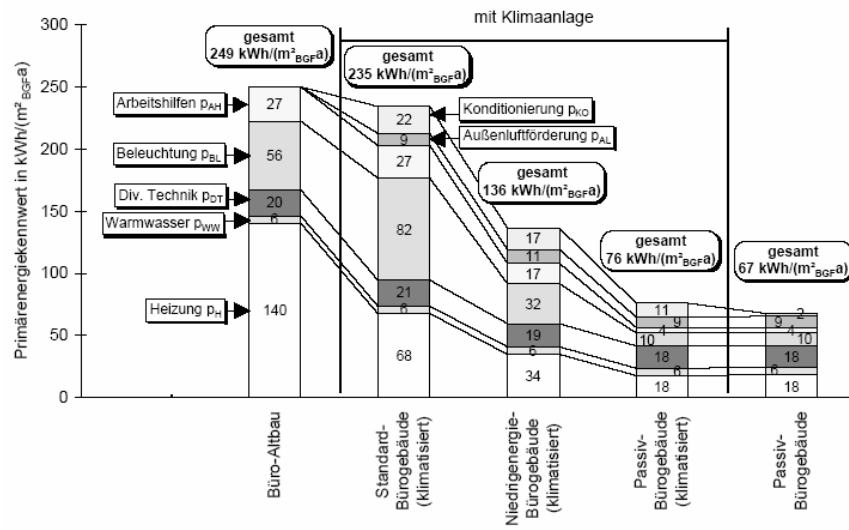 mit Klimaanlage
Primärenergiekennwert in kWh/(m²BGFa)
300
250
200
150
100
50
0
gesamt
249 kWh/(m²BGFa)
gesamt
235 kWh/(m²BGFa)
gesamt
136 kWh/(m²BGFa)
gesamt
76 kWh/(m²BGFa)
gesamt
67 kWh/(m²BGFa)
Arbeitshilfen pAH
Beleuchtung pBL
Div. Technik pDT
Warmwasser pWW
Heizung pH
Konditionierung pKO
Außenluftförderung pAL
27
56
20
6
140
22
9
27
82
21
6
68
17
11
17
32
19
6
34
11
9
4
10
18
6
18
2
9
4
10
18
6
18
Büro-Altbau
Standard-
Bürogebäude
(klimatisiert)
Niedrigenergie-
Bürogebäude
(klimatisiert)
Passiv-
Bürogebäude
(klimatisiert)
Passiv-
Bürogebäude